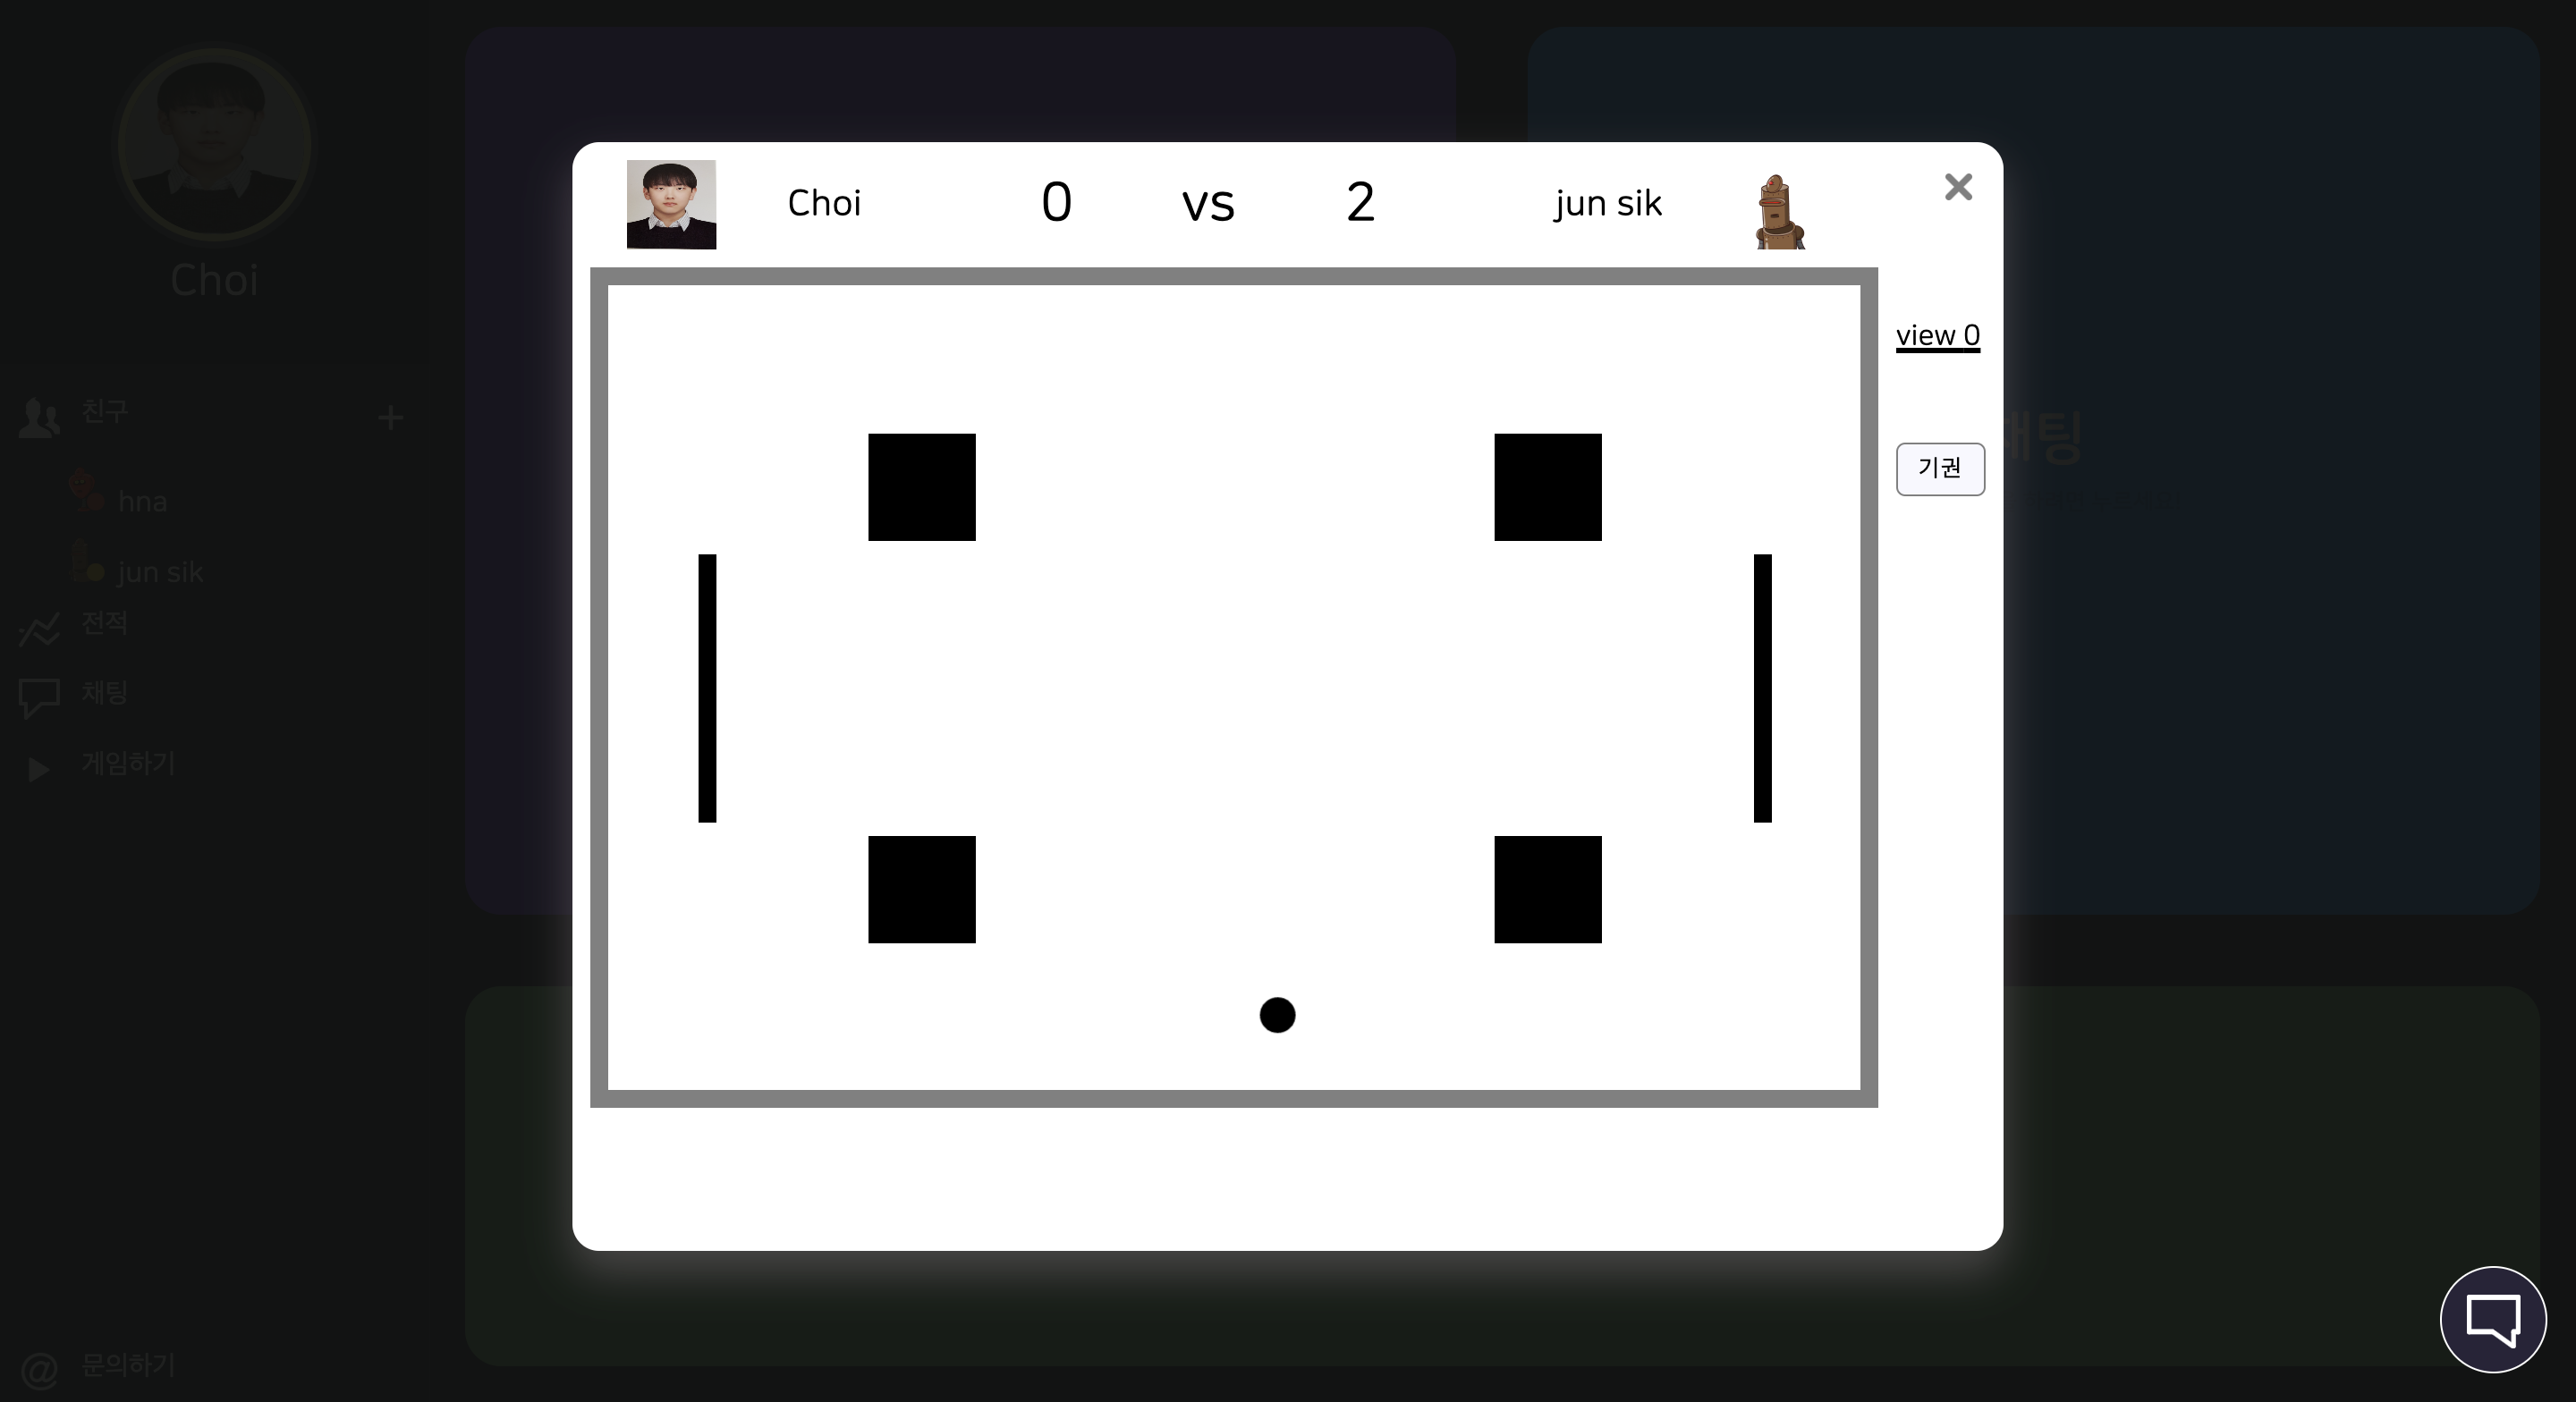 Choi 0 vs 2 jun sik
view 0
기권
Choi
친구
hna
jun sik
전적
채팅
게임하기
문의하기
채팅